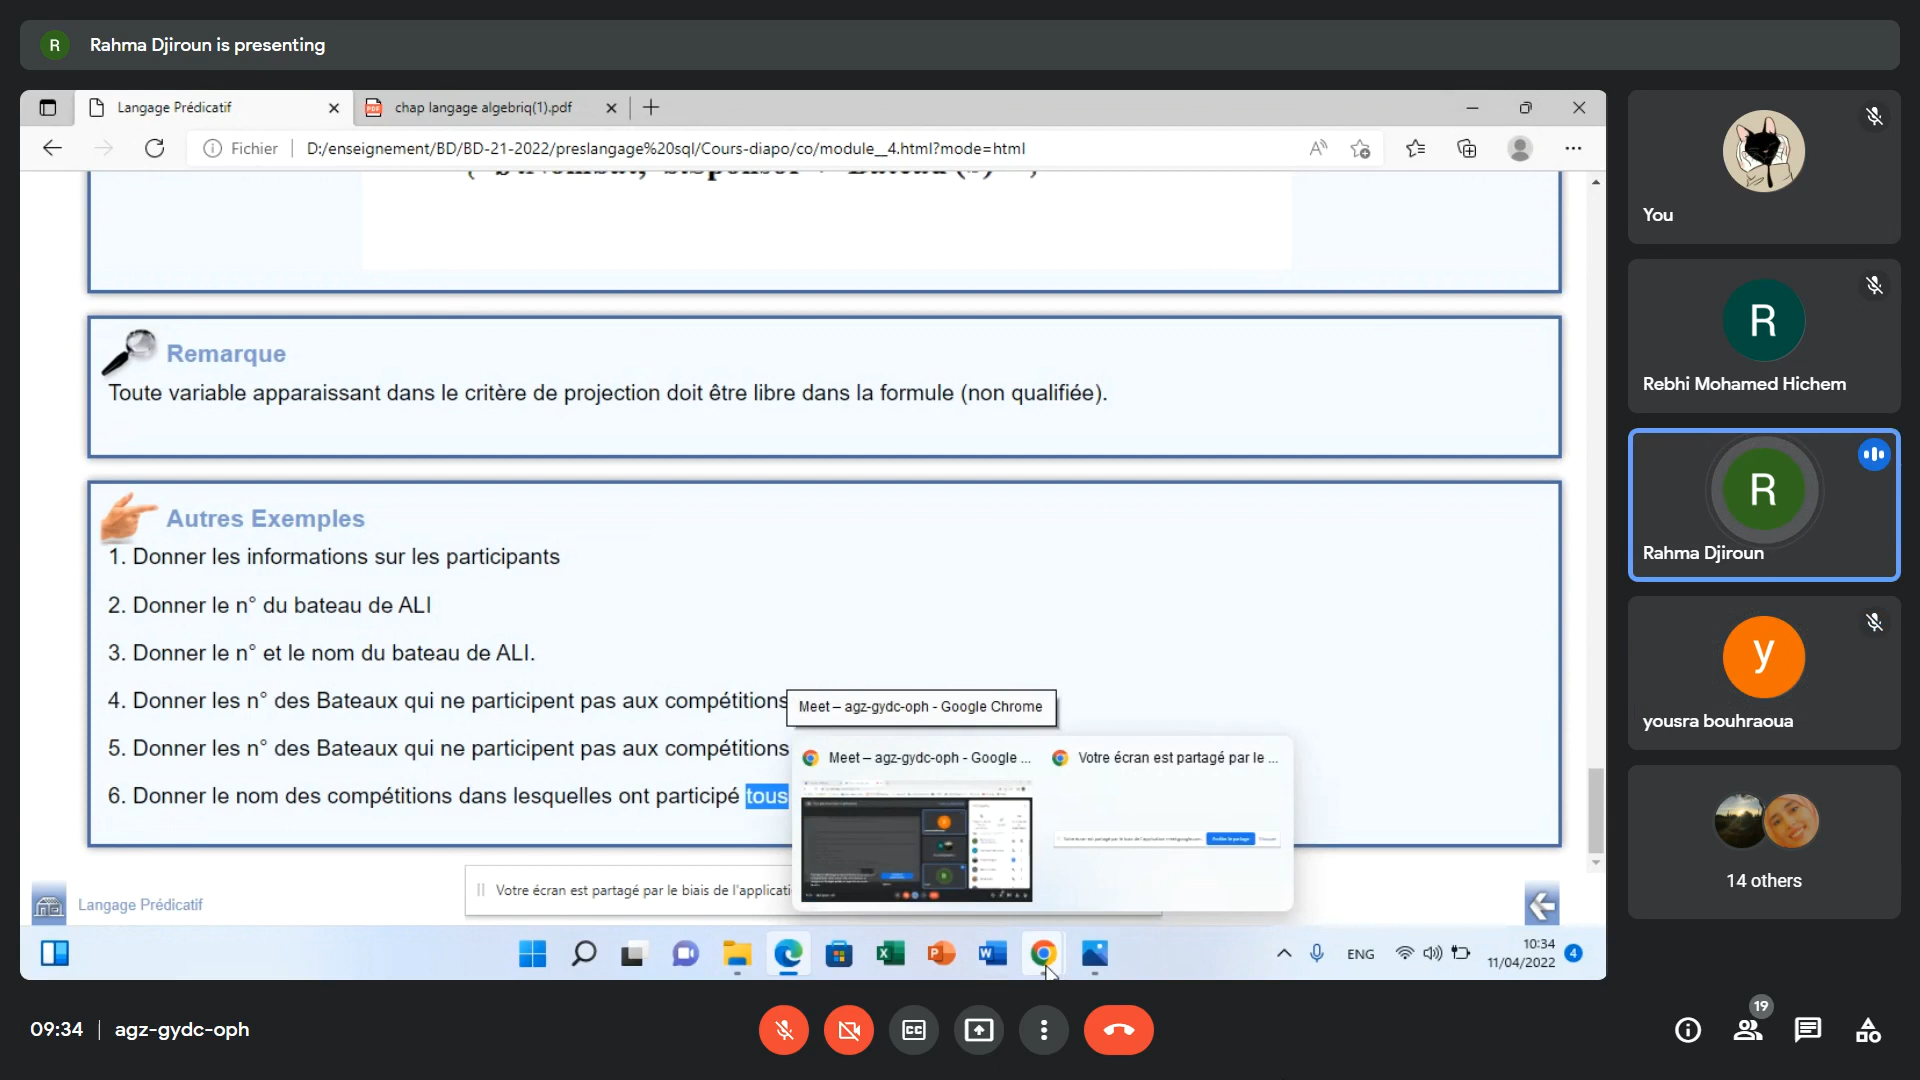 R Rahma Djiroun is presenting
Langage Prédicatif
chap langage algebriq(1).pdf
Fichier
D:/enseignement/BD/BD-21-2022/preslangage%20sql/Cours-diapo/co/module__4.html?mode=html
Remarque
Toute variable apparaissant dans le critère de projection doit être libre dans la formule (non qualifiée).
Autres Exemples
1. Donner les informations sur les participants
2. Donner le n° du bateau de ALI
3. Donner le n° et le nom du bateau de ALI.
4. Donner les n° des Bateaux qui ne participent pas aux compétitions
5. Donner les n° des Bateaux qui ne participent pas aux compétitions
6. Donner le nom des compétitions dans lesquelles ont participé tous
Meet – agz-gydc-oph - Google Chrome
Meet – agz-gydc-oph - Google ...
Votre écran est partagé par le ...
Votre écran est partagé par le biais de l'applicati
Langage Prédicatif
ENG
10:34
11/04/2022
4
You
R
Rebhi Mohamed Hichem
R
Rahma Djiroun
y
yousra bouhraoua
14 others
09:34 | agz-gydc-oph
CC
19